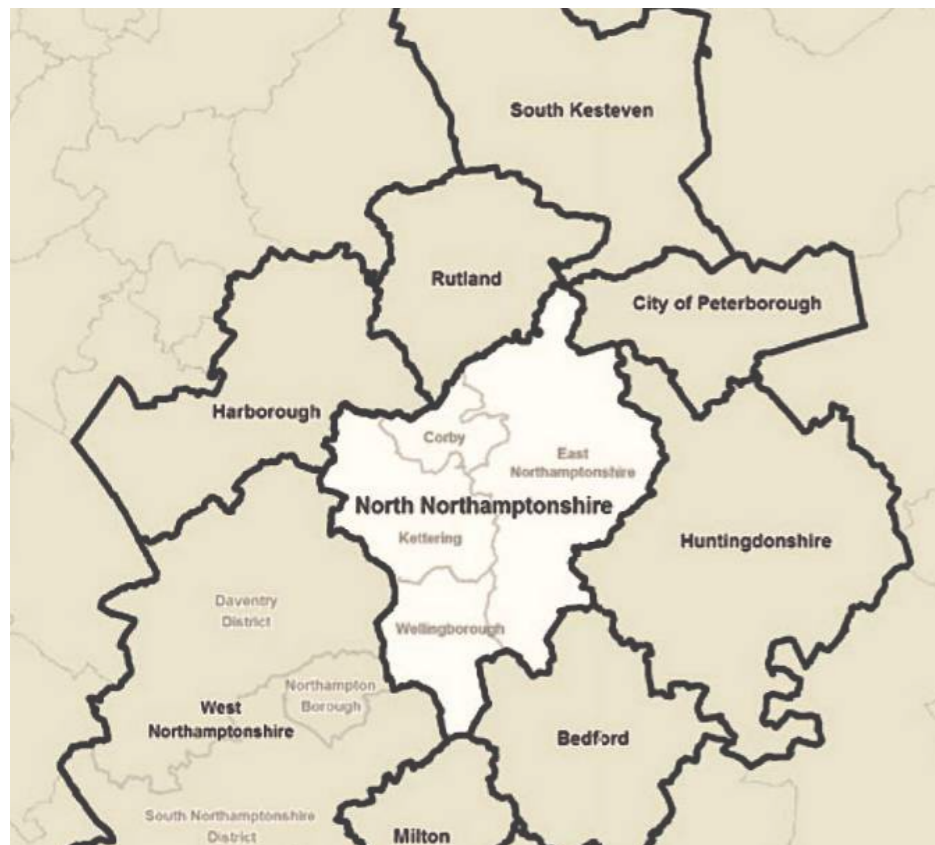 South Kesteven
Rutland
City of Peterborough
Harborough
Corby
East
Northamptonshire
North Northamptonshire
Kettering
Huntingdonshire
Daventry
District
Wellingborough
Northampton
Borough
West
Northamptonshire
Bedford
South Northamptonshire
District
Milton